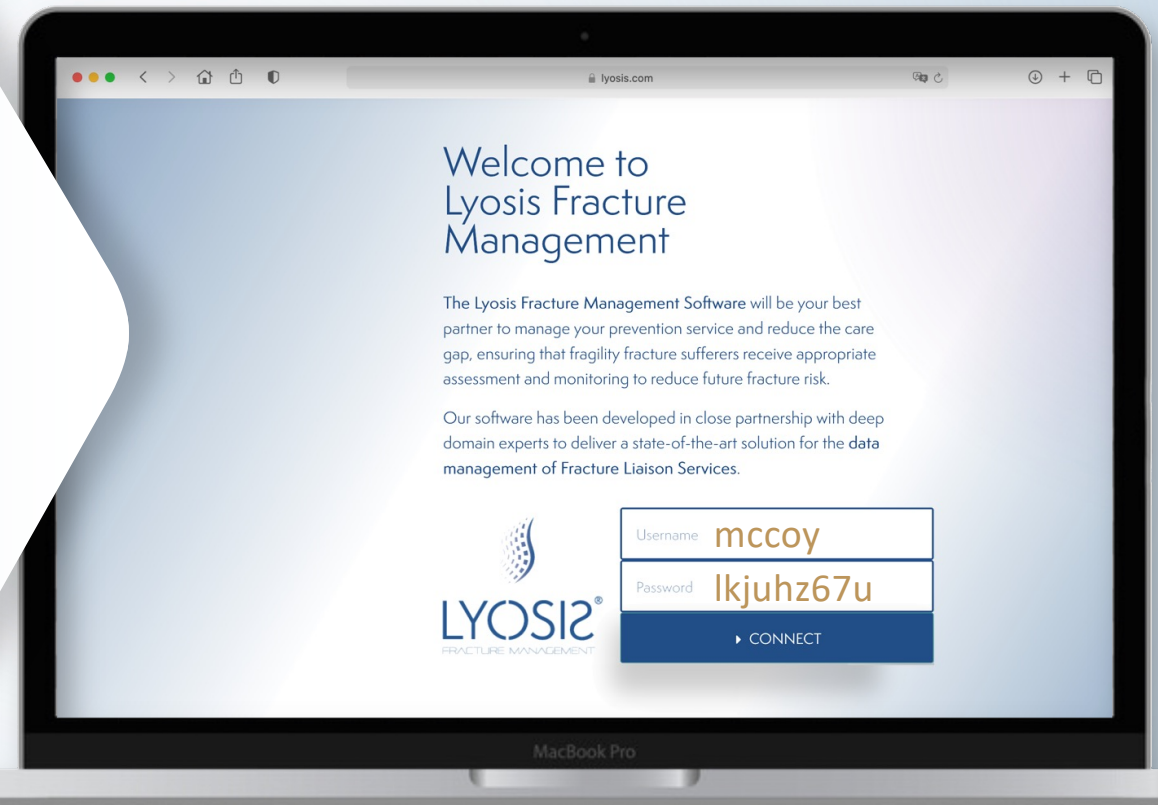 lyosis.com
Welcome to
Lyosis Fracture
Management
The Lyosis Fracture Management Software will be your best
partner to manage your prevention service and reduce the care
gap, ensuring that fragility fracture sufferers receive appropriate
assessment and monitoring to reduce future fracture risk.
Our software has been developed in close partnership with deep
domain experts to deliver a state-of-the-art solution for the data
management of Fracture Liaison Services.
Username mccoy
Password lkjuhz67u
LYOSIS®
FRACTURE MANAGEMENT
CONNECT
MacBook Pro